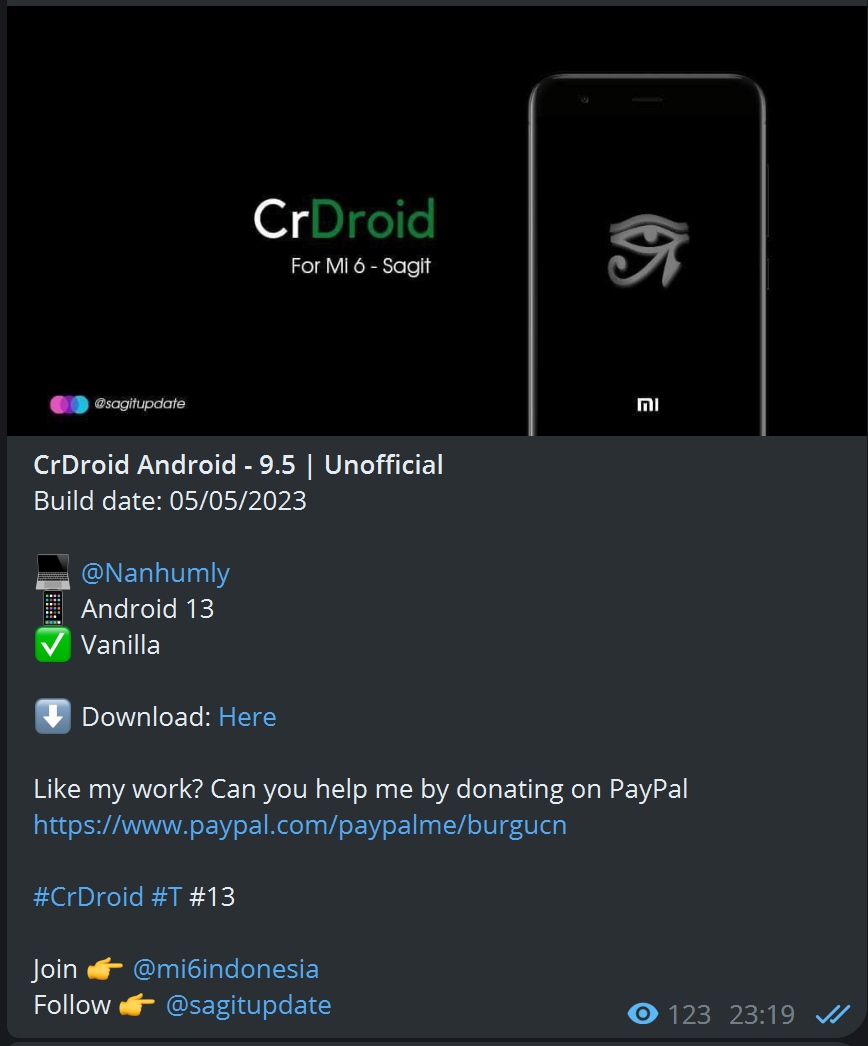 CrDroid
For Mi 6 - Sagit
@sagitupdate
CrDroid Android - 9.5 | Unofficial
Build date: 05/05/2023
💻 @Nanhumly
📱 Android 13
✅ Vanilla
⬇️ Download: Here
Like my work? Can you help me by donating on PayPal
https://www.paypal.com/paypalme/burgucn
#CrDroid #T #13
Join 👉 @mi6indonesia
Follow 👉 @sagitupdate
123 23:19